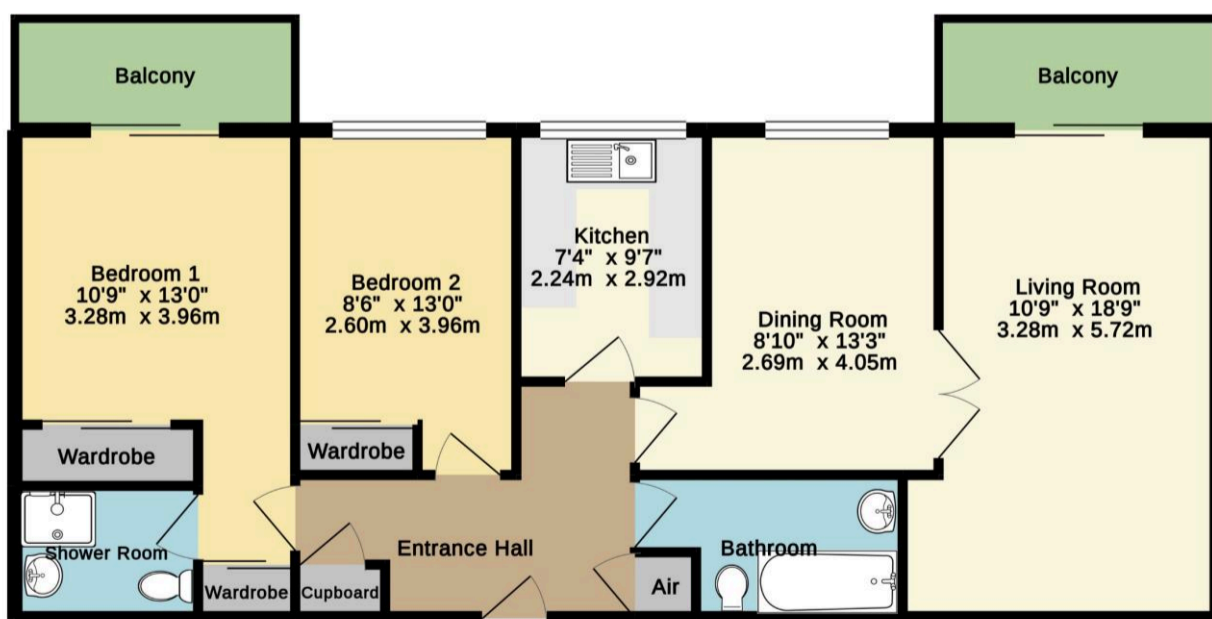 Balcony
Balcony
Bedroom 1
10'9" x 13'0"
3.28m x 3.96m
Bedroom 2
8'6" x 13'0"
2.60m x 3.96m
Kitchen
7'4" x 9'7"
2.24m x 2.92m
Dining Room
8'10" x 13'3"
2.69m x 4.05m
Living Room
10'9" x 18'9"
3.28m x 5.72m
Wardrobe
Wardrobe
Shower Room
Wardrobe
Cupboard
Entrance Hall
Air
Bathroom